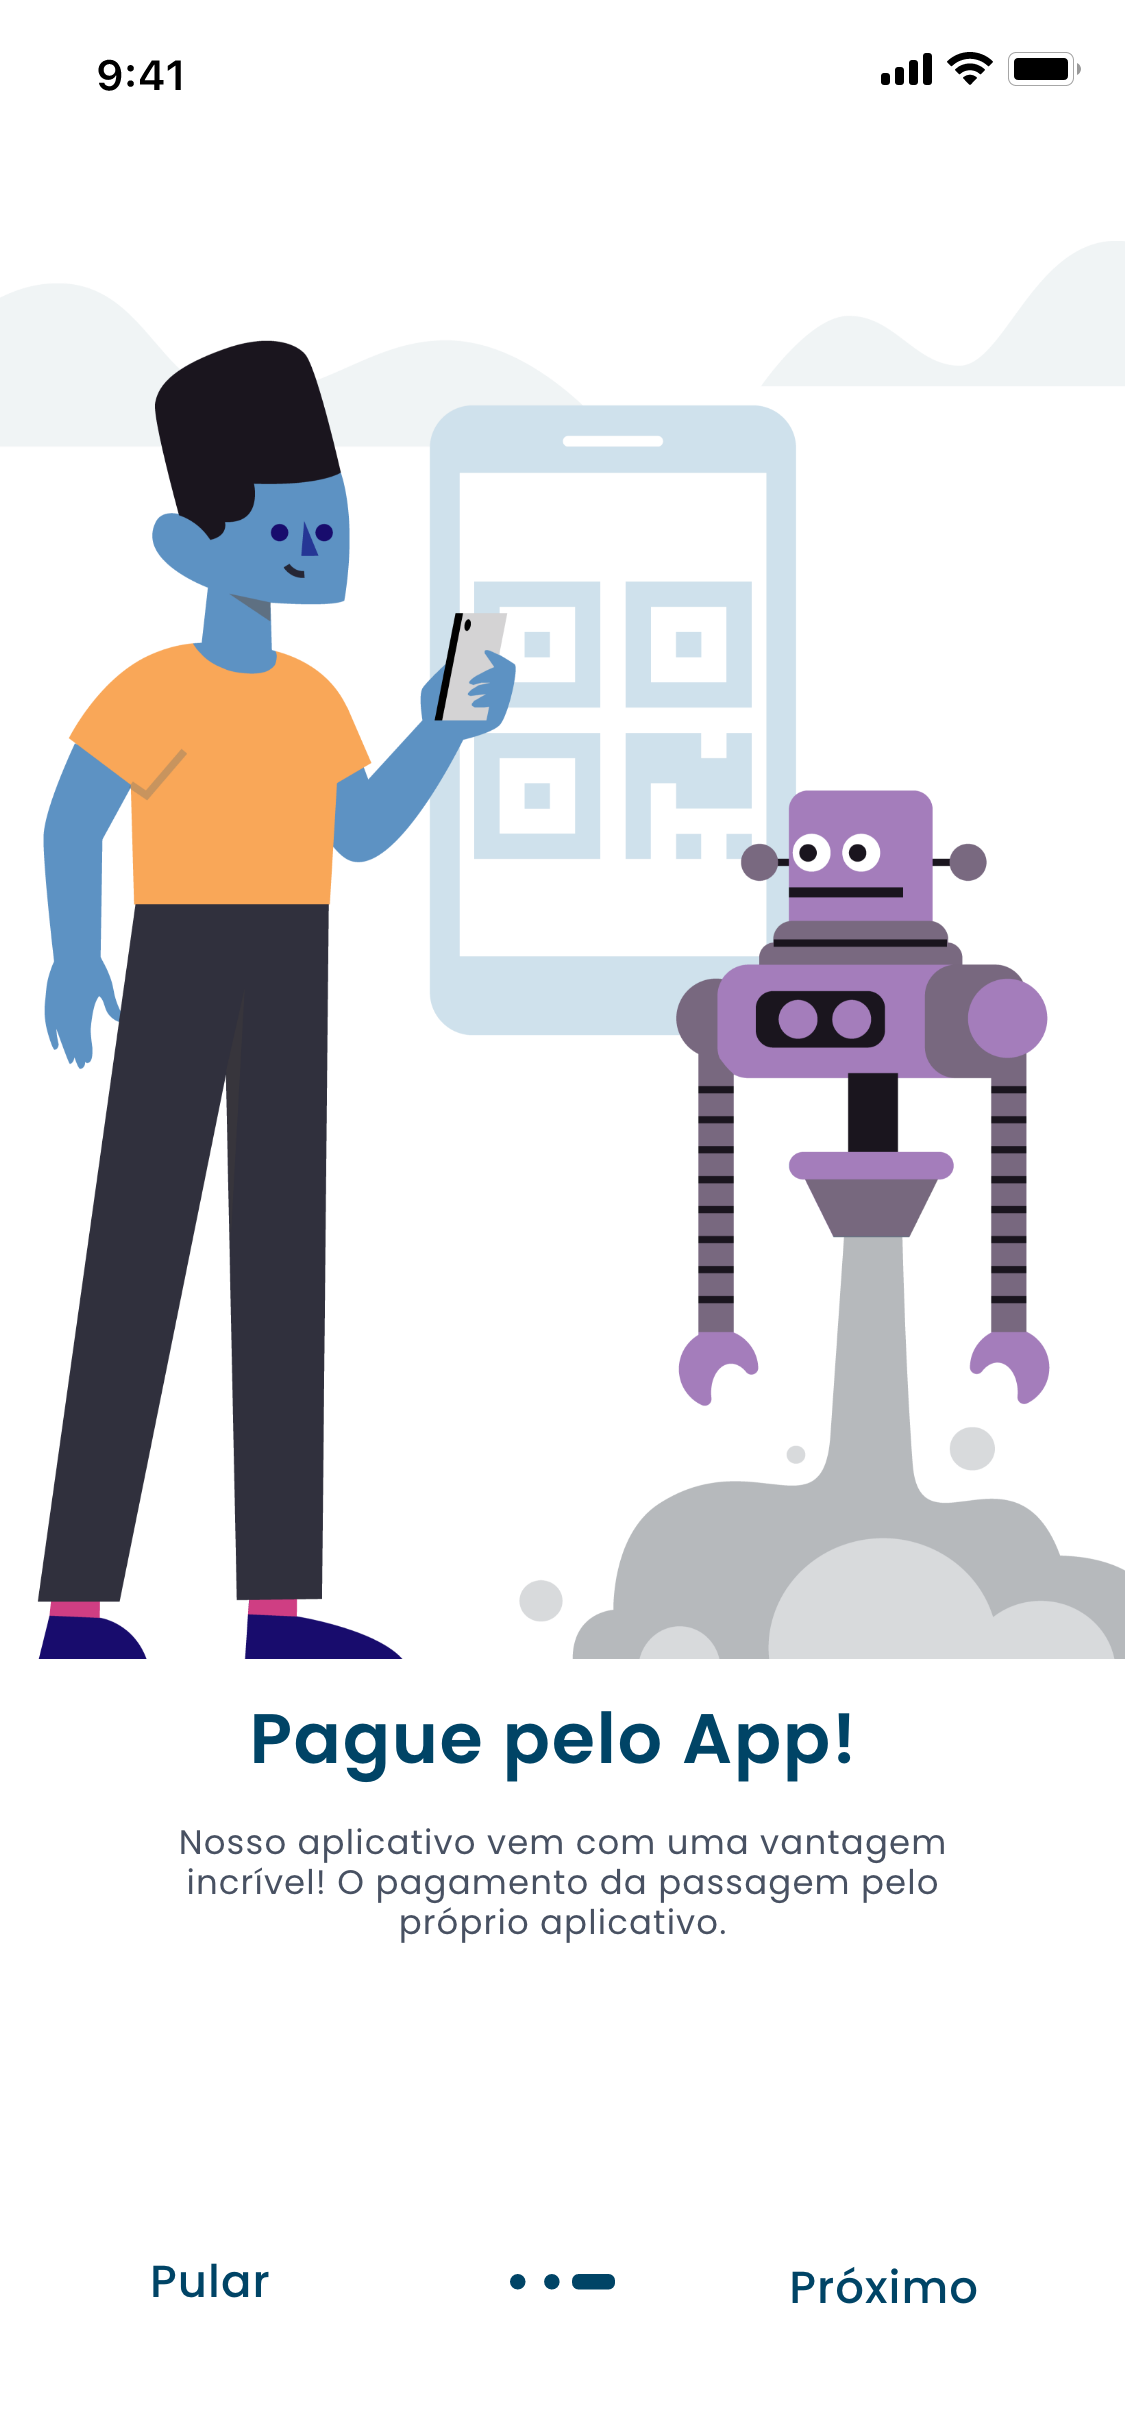 9:41
Pague pelo App!
Nosso aplicativo vem com uma vantagem
incrível! O pagamento da passagem pelo
próprio aplicativo.
Pular
Próximo